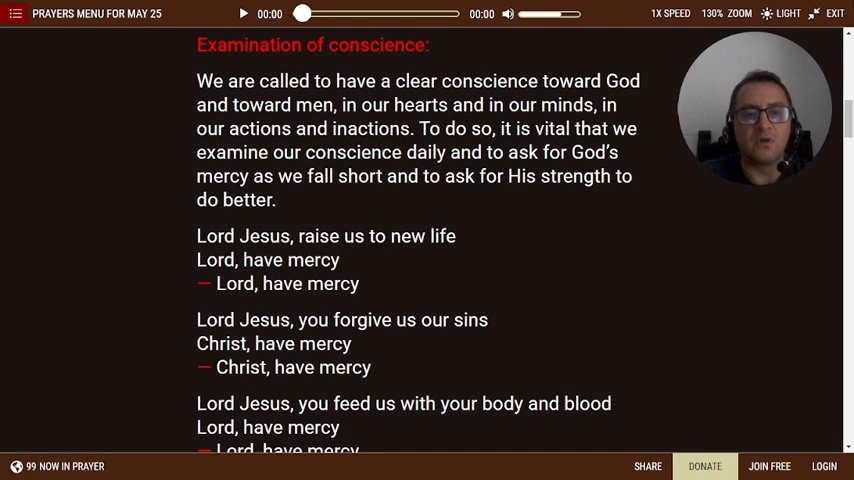 PRAYERS MENU FOR MAY 25 00:00 00:00 1X SPEED 130% ZOOM LIGHT EXIT
Examination of conscience:
We are called to have a clear conscience toward God
and toward men, in our hearts and in our minds, in
our actions and inactions. To do so, it is vital that we
examine our conscience daily and to ask for God’s
mercy as we fall short and to ask for His strength to
do better.
Lord Jesus, raise us to new life
Lord, have mercy
— Lord, have mercy
Lord Jesus, you forgive us our sins
Christ, have mercy
— Christ, have mercy
Lord Jesus, you feed us with your body and blood
Lord, have mercy
— Lord, have mercy
99 NOW IN PRAYER SHARE DONATE JOIN FREE LOGIN